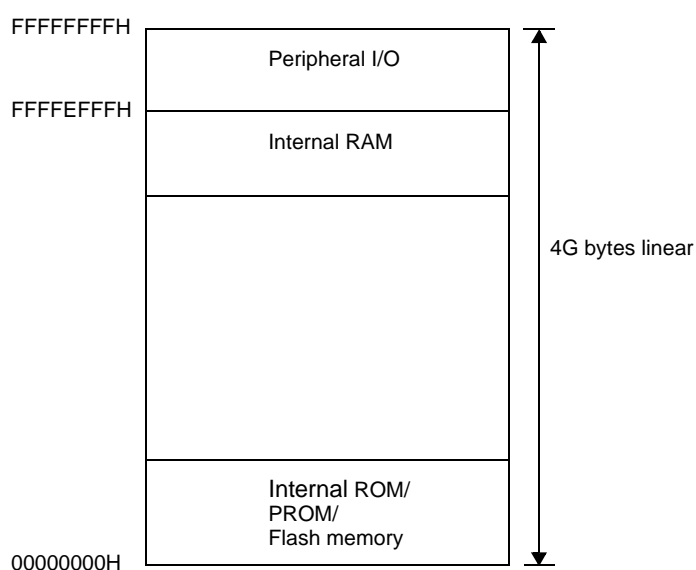 FFFFFFFFH
Peripheral I/O
FFFFEFFFH
Internal RAM
4G bytes linear
Internal ROM/
PROM/
Flash memory
00000000H